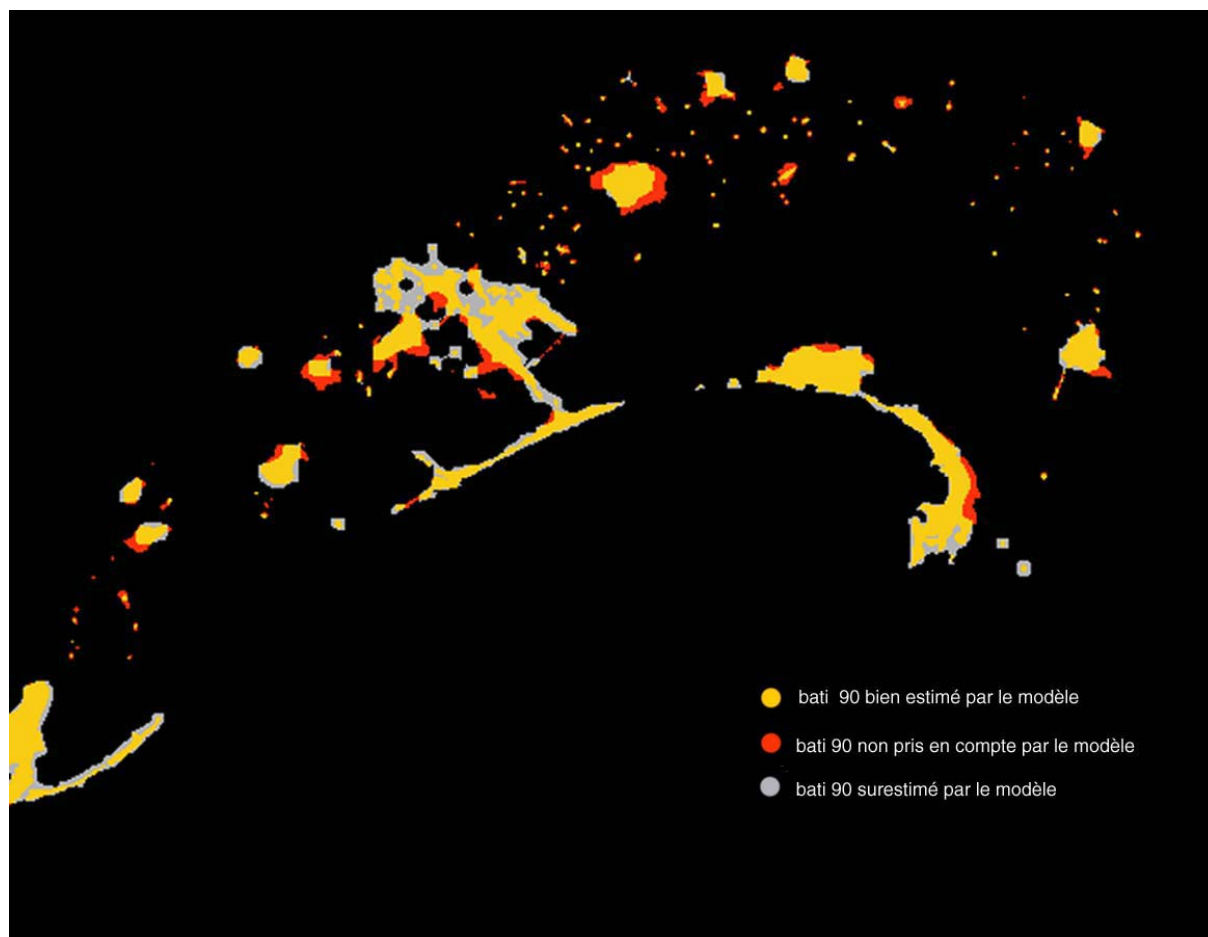 bati 90 bien estimé par le modèle
bati 90 non pris en compte par le modèle
bati 90 surestimé par le modèle